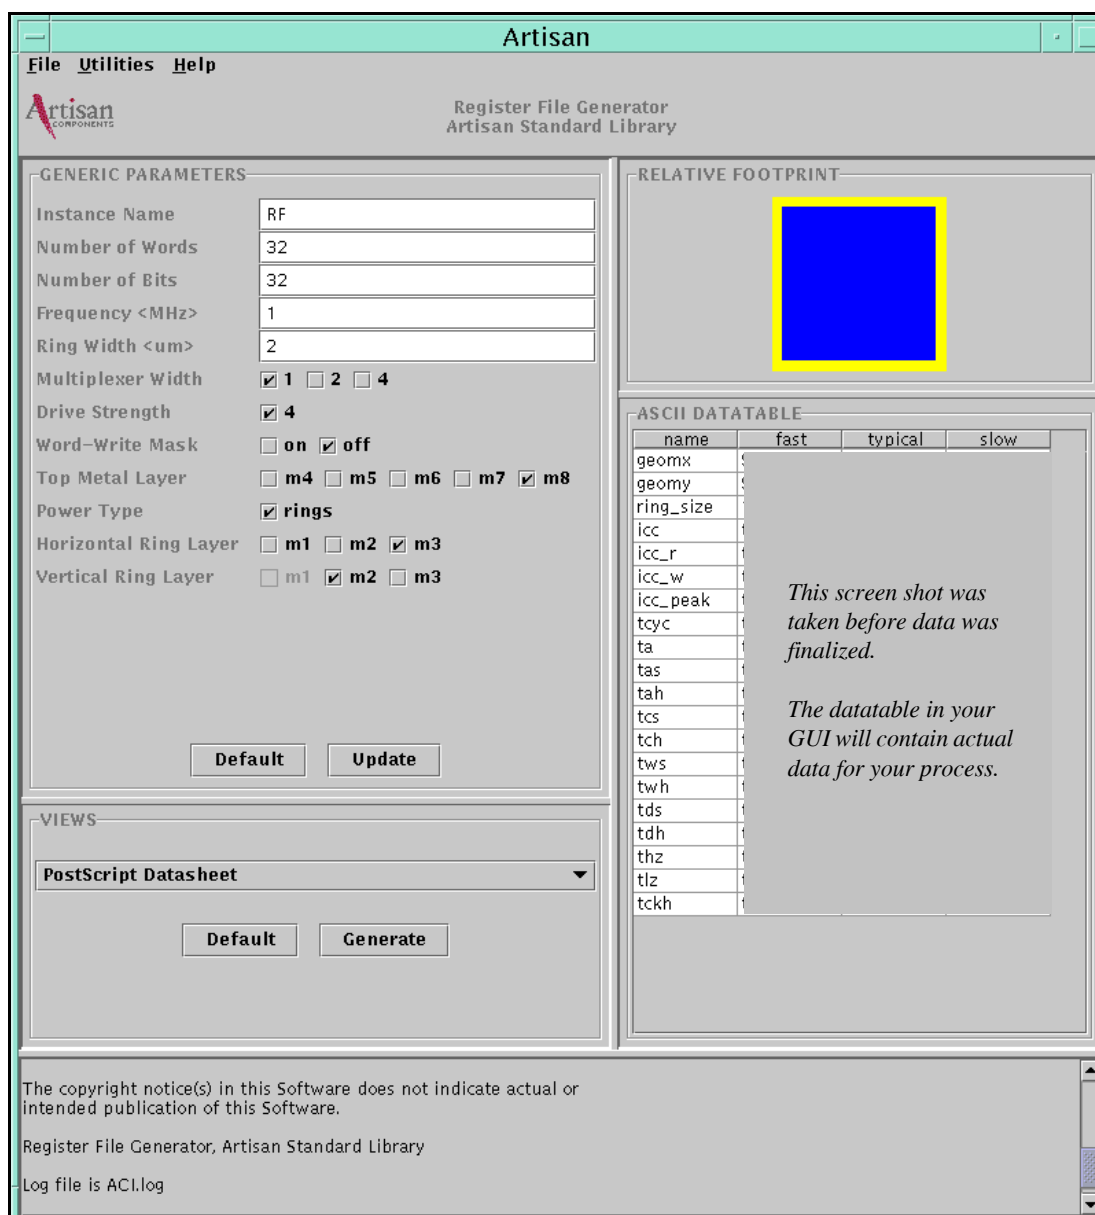 Artisan
File Utilities Help
Artisan
COMPONENTS
Register File Generator
Artisan Standard Library
GENERIC PARAMETERS
Instance Name RF
Number of Words 32
Number of Bits 32
Frequency <MHz> 1
Ring Width <um> 2
Multiplexer Width 1 2 4
Drive Strength 4
Word-Write Mask on off
Top Metal Layer m4 m5 m6 m7 m8
Power Type rings
Horizontal Ring Layer m1 m2 m3
Vertical Ring Layer m1 m2 m3
Default Update
VIEWS
PostScript Datasheet
Default Generate
RELATIVE FOOTPRINT
ASCII DATATABLE
name fast typical slow
geomx
geomy
ring_size
icc
icc_r
icc_w
icc_peak
tcyc
ta
tas
tah
tcs
tch
tws
twh
tds
tdh
thz
tlz
tckh
This screen shot was
taken before data was
finalized.
The datatable in your
GUI will contain actual
data for your process.
The copyright notice(s) in this Software does not indicate actual or
intended publication of this Software.
Register File Generator, Artisan Standard Library
Log file is ACI.log